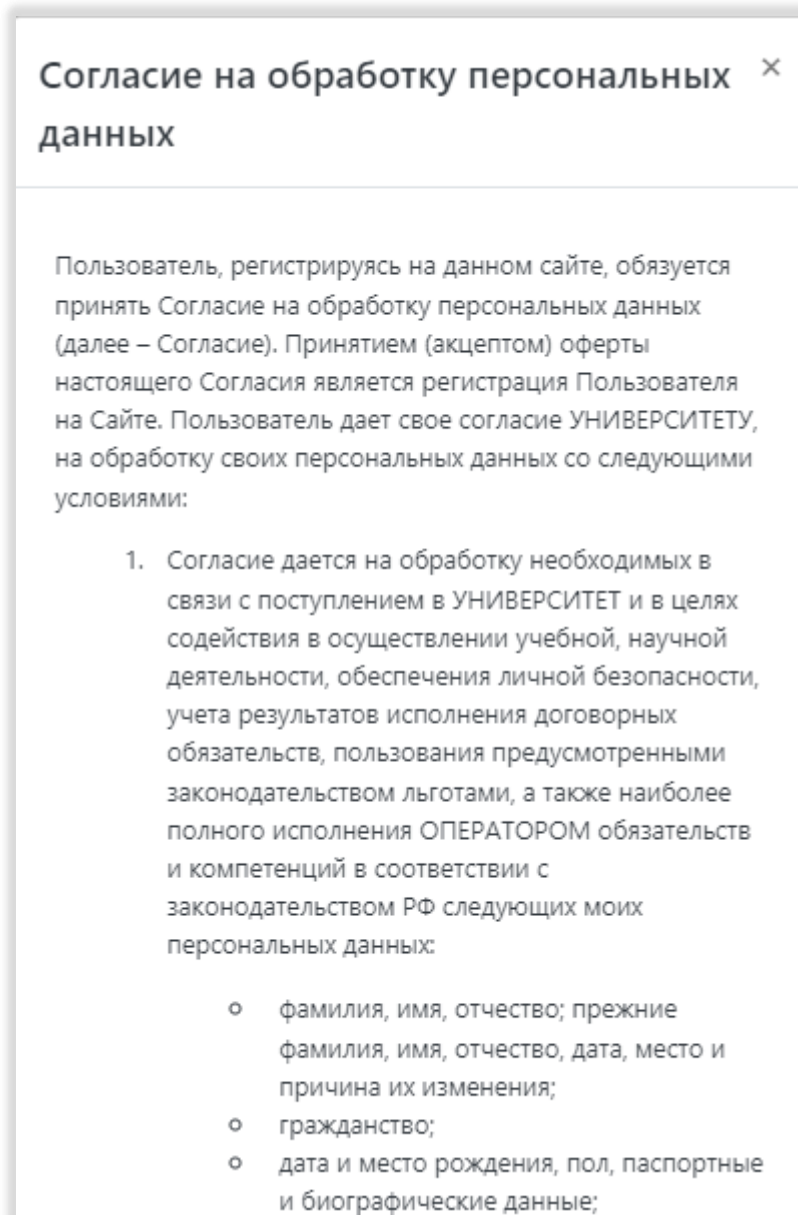 Согласие на обработку персональных ×
данных
Пользователь, регистрируясь на данном сайте, обязуется
принять Согласие на обработку персональных данных
(далее – Согласие). Принятием (акцептом) оферты
настоящего Согласия является регистрация Пользователя
на Сайте. Пользователь дает свое согласие УНИВЕРСИТЕТУ,
на обработку своих персональных данных со следующими
условиями:
1. Согласие дается на обработку необходимых в
связи с поступлением в УНИВЕРСИТЕТ и в целях
содействия в осуществлении учебной, научной
деятельности, обеспечения личной безопасности,
учета результатов исполнения договорных
обязательств, пользования предусмотренными
законодательством льготами, а также наиболее
полного исполнения ОПЕРАТОРОМ обязательств
и компетенций в соответствии с
законодательством РФ следующих моих
персональных данных:
○ фамилия, имя, отчество; прежние
фамилия, имя, отчество, дата, место и
причина их изменения;
○ гражданство;
○ дата и место рождения, пол, паспортные
и биографические данные;